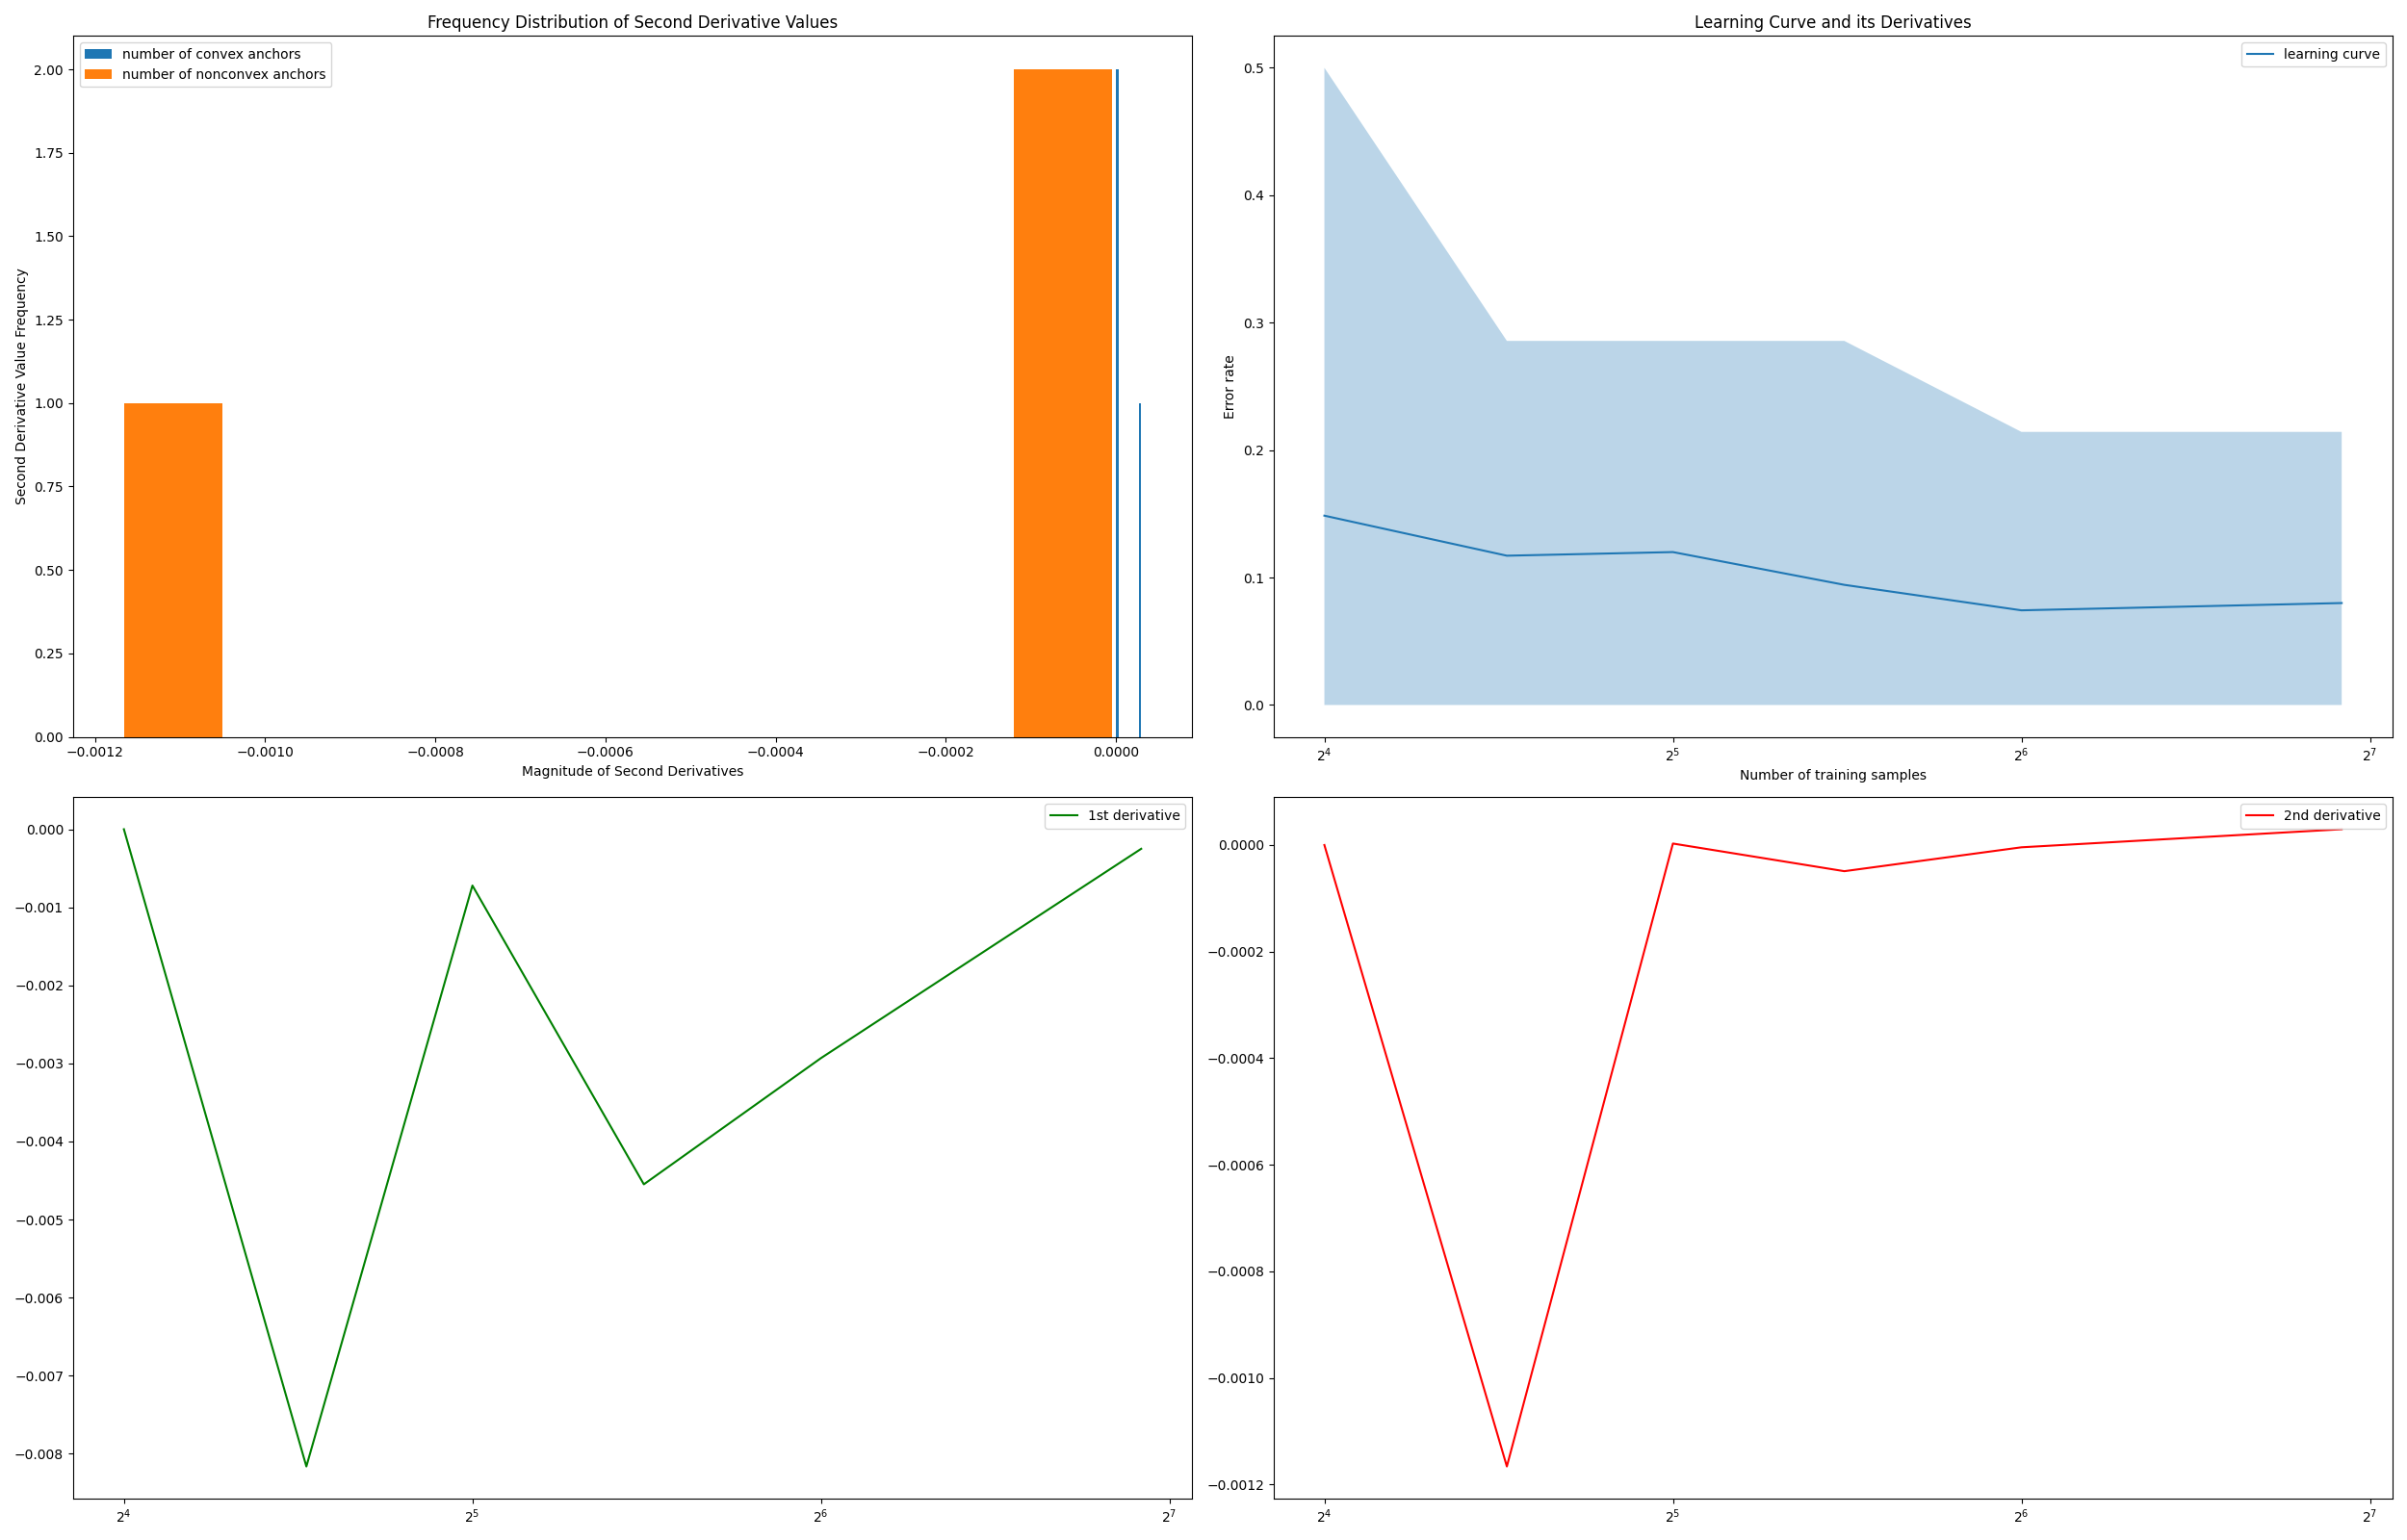 Frequency Distribution of Second Derivative Values
number of convex anchors
number of nonconvex anchors
2.00
1.75
1.50
1.25
1.00
0.75
0.50
0.25
0.00
Second Derivative Value Frequency
−0.0012 −0.0010 −0.0008 −0.0006 −0.0004 −0.0002 0.0000
Magnitude of Second Derivatives
Learning Curve and its Derivatives
learning curve
0.5
0.4
0.3
0.2
0.1
0.0
Error rate
2⁴ 2⁵ 2⁶ 2⁷
Number of training samples
1st derivative
0.000
−0.001
−0.002
−0.003
−0.004
−0.005
−0.006
−0.007
−0.008
2⁴ 2⁵ 2⁶ 2⁷
2nd derivative
0.0000
−0.0002
−0.0004
−0.0006
−0.0008
−0.0010
−0.0012
2⁴ 2⁵ 2⁶ 2⁷